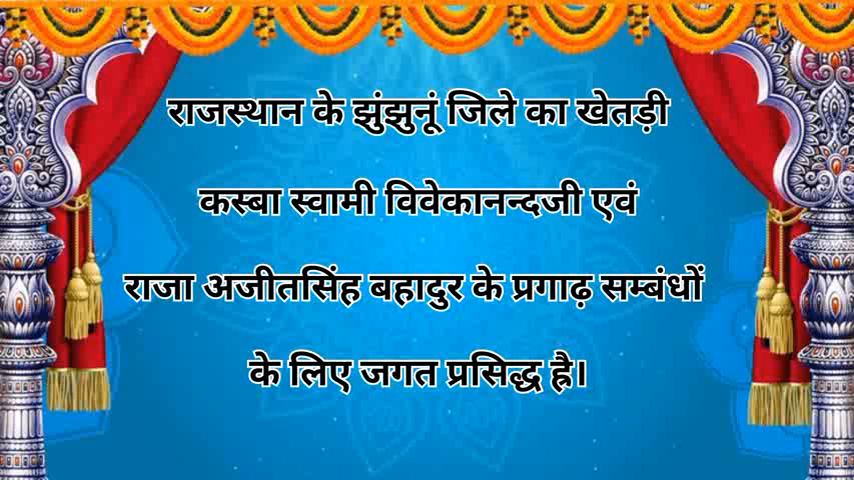 राजस्थान के झुंझुनूं जिले का खेतड़ी
कस्बा स्वामी विवेकानन्दजी एवं
राजा अजीतसिंह बहादुर के प्रगाढ़ सम्बंधों
के लिए जगत प्रसिद्ध है।